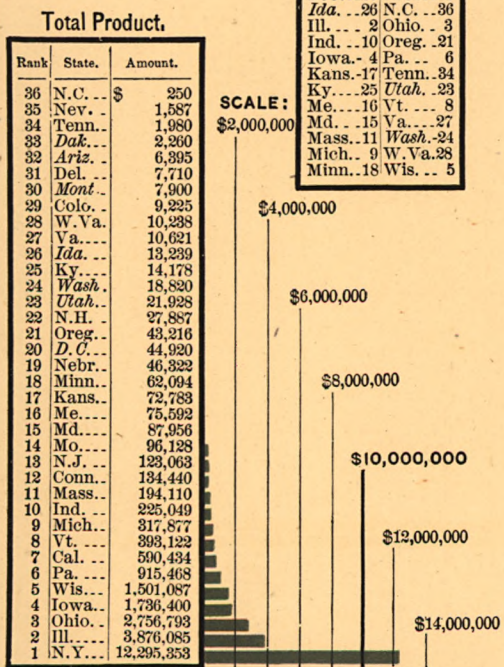 Total Product.
Rank State. Amount.
36 N.C. $ 250
35 Nev. 1,587
34 Tenn.. 1,980
33 Dak... 2,260
32 Ariz. . 6,395
31 Del. ... 7,710
30 Mont.. 7,900
29 Colo.. 9,225
28 W.Va. 10,238
27 Va.... 10,621
26 Ida. ... 13,239
25 Ky.... 14,178
24 Wash. 18,820
23 Utah.. 21,928
22 N.H. . 27,887
21 Oreg.. 43,216
20 D.C... 44,920
19 Nebr.. 46,322
18 Minn.. 62,094
17 Kans.. 72,783
16 Me.... 75,592
15 Md.... 87,956
14 Mo.... 96,128
13 N.J. ... 123,063
12 Conn.. 134,440
11 Mass.. 194,110
10 Ind. ... 225,049
9 Mich.. 317,877
8 Vt. ... 393,122
7 Cal. ... 590,434
6 Pa. ... 915,468
5 Wis... 1,501,087
4 Iowa.. 1,736,400
3 Ohio.. 2,756,793
2 Ill..... 3,876,085
1 N.Y... 12,295,353
Ida. ..26 N.C. ..36
Ill. ... 2 Ohio. . 3
Ind. ..10 Oreg. .21
Iowa.- 4 Pa. ... 6
Kans.-17 Tenn..34
Ky....25 Utah. .23
Me....16 Vt. ... 8
Md. ..15 Va.....27
Mass..11 Wash.-24
Mich.. 9 W.Va.28
Minn..18 Wis. .. 5
SCALE:
$2,000,000
$4,000,000
$6,000,000
$8,000,000
$10,000,000
$12,000,000
$14,000,000